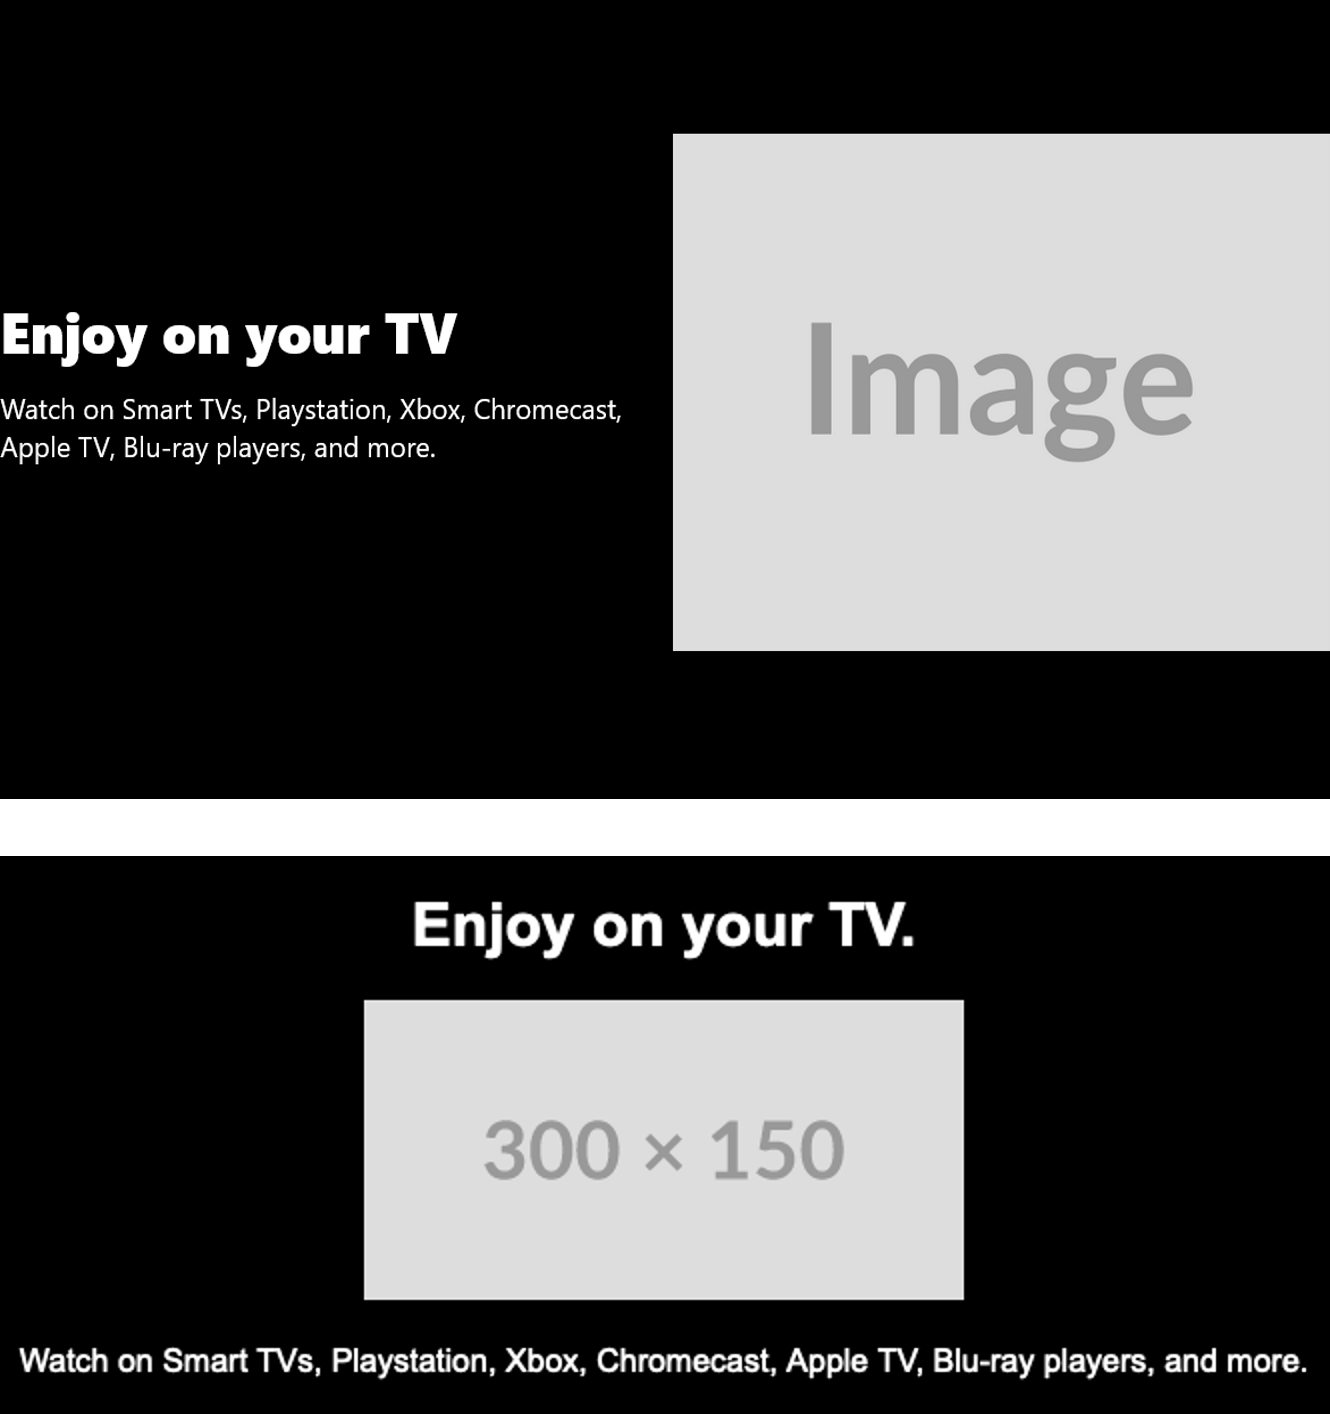 Enjoy on your TV
Watch on Smart TVs, Playstation, Xbox, Chromecast,
Apple TV, Blu-ray players, and more.
Image
Enjoy on your TV.
300 × 150
Watch on Smart TVs, Playstation, Xbox, Chromecast, Apple TV, Blu-ray players, and more.